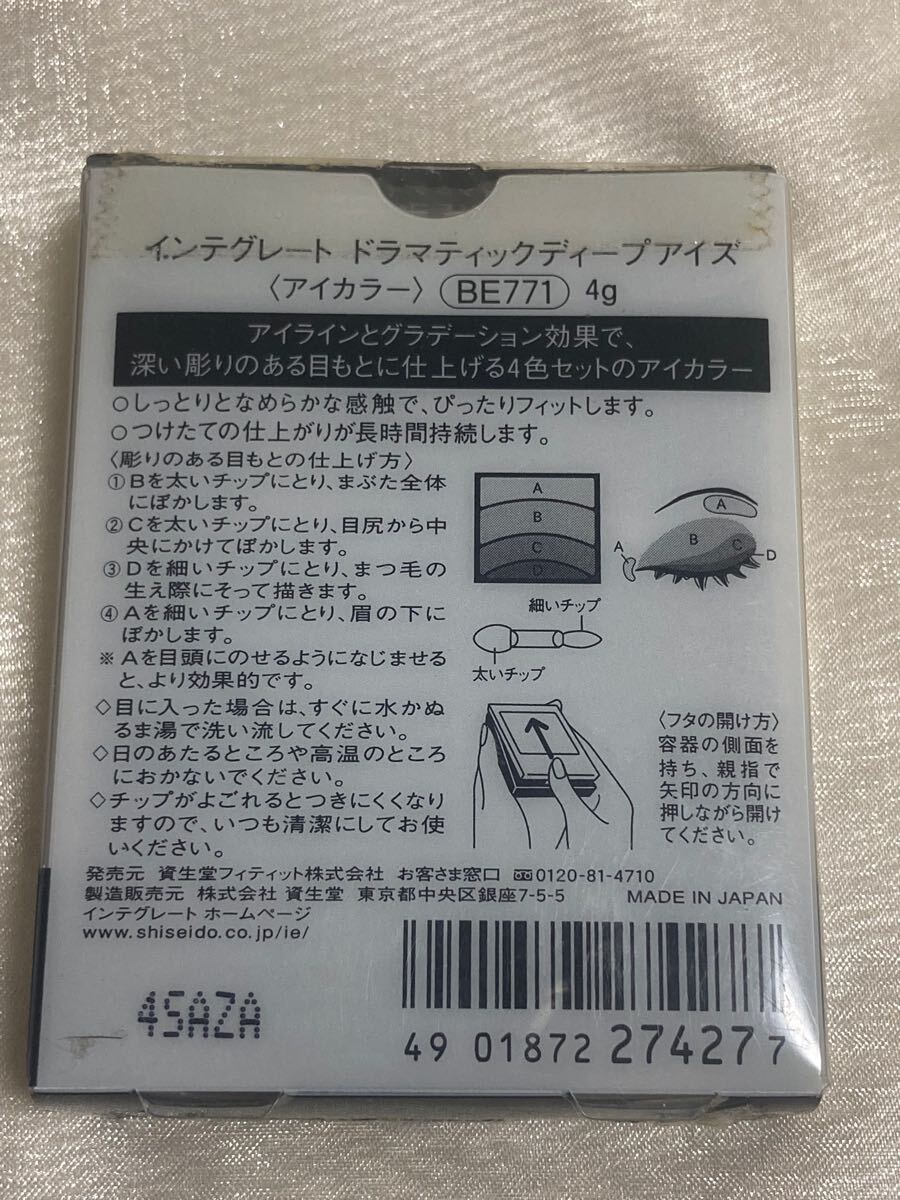 インテグレート ドラマティックディープアイズ
〈アイカラー〉 BE771 4g
アイラインとグラデーション効果で、
深い彫りのある目もとに仕上げる4色セットのアイカラー
○しっとりとなめらかな感触で、ぴったりフィットします。
○つけたての仕上がりが長時間持続します。
〈彫りのある目もとの仕上げ方〉
①Bを太いチップにとり、まぶた全体
にぼかします。
②Cを太いチップにとり、目尻から中
央にかけてぼかします。
③Dを細いチップにとり、まつ毛の
生え際にそって描きます。
④Aを細いチップにとり、眉の下に
ぼかします。
※Aを目頭にのせるようになじませる
と、より効果的です。
◇目に入った場合は、すぐに水かぬ
るま湯で洗い流してください。
◇日のあたるところや高温のところ
におかないでください。
◇チップがよごれるとつきにくくなり
ますので、いつも清潔にしてお使
いください。
A
B
C
D
A
B
C
D
A
細いチップ
太いチップ
〈フタの開け方〉
容器の側面を
持ち、親指で
矢印の方向に
押しながら開け
てください。
発売元 資生堂フィティット株式会社 お客さま窓口 0120-81-4710
製造販売元 株式会社 資生堂 東京都中央区銀座7-5-5 MADE IN JAPAN
インテグレート ホームページ
www.shiseido.co.jp/ie/
4SAZA
49 01872 27427 7